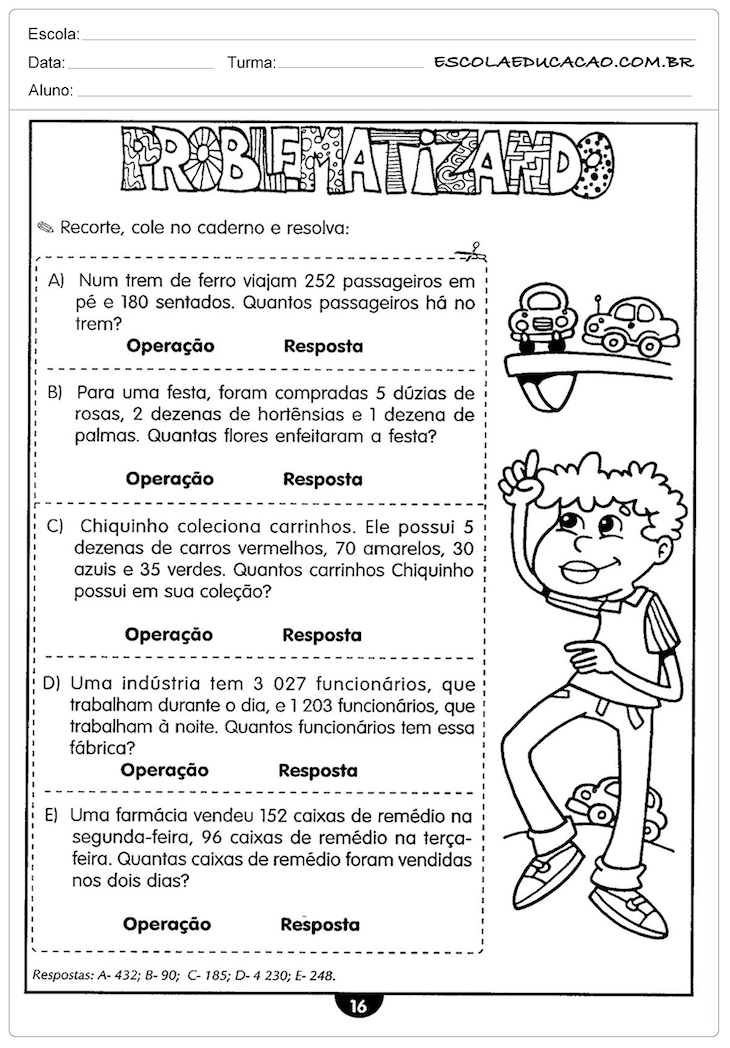 Escola:
Data: Turma: ESCOLAEDUCACAO.COM.BR
Aluno:
PROBLEMATIZANDO
Recorte, cole no caderno e resolva:
A) Num trem de ferro viajam 252 passageiros em
pé e 180 sentados. Quantos passageiros há no
trem?
Operação Resposta
B) Para uma festa, foram compradas 5 dúzias de
rosas, 2 dezenas de hortênsias e 1 dezena de
palmas. Quantas flores enfeitaram a festa?
Operação Resposta
C) Chiquinho coleciona carrinhos. Ele possui 5
dezenas de carros vermelhos, 70 amarelos, 30
azuis e 35 verdes. Quantos carrinhos Chiquinho
possui em sua coleção?
Operação Resposta
D) Uma indústria tem 3 027 funcionários, que
trabalham durante o dia, e 1 203 funcionários, que
trabalham à noite. Quantos funcionários tem essa
fábrica?
Operação Resposta
E) Uma farmácia vendeu 152 caixas de remédio na
segunda-feira, 96 caixas de remédio na terça-
feira. Quantas caixas de remédio foram vendidas
nos dois dias?
Operação Resposta
Respostas: A- 432; B- 90; C- 185; D- 4 230; E- 248.
16